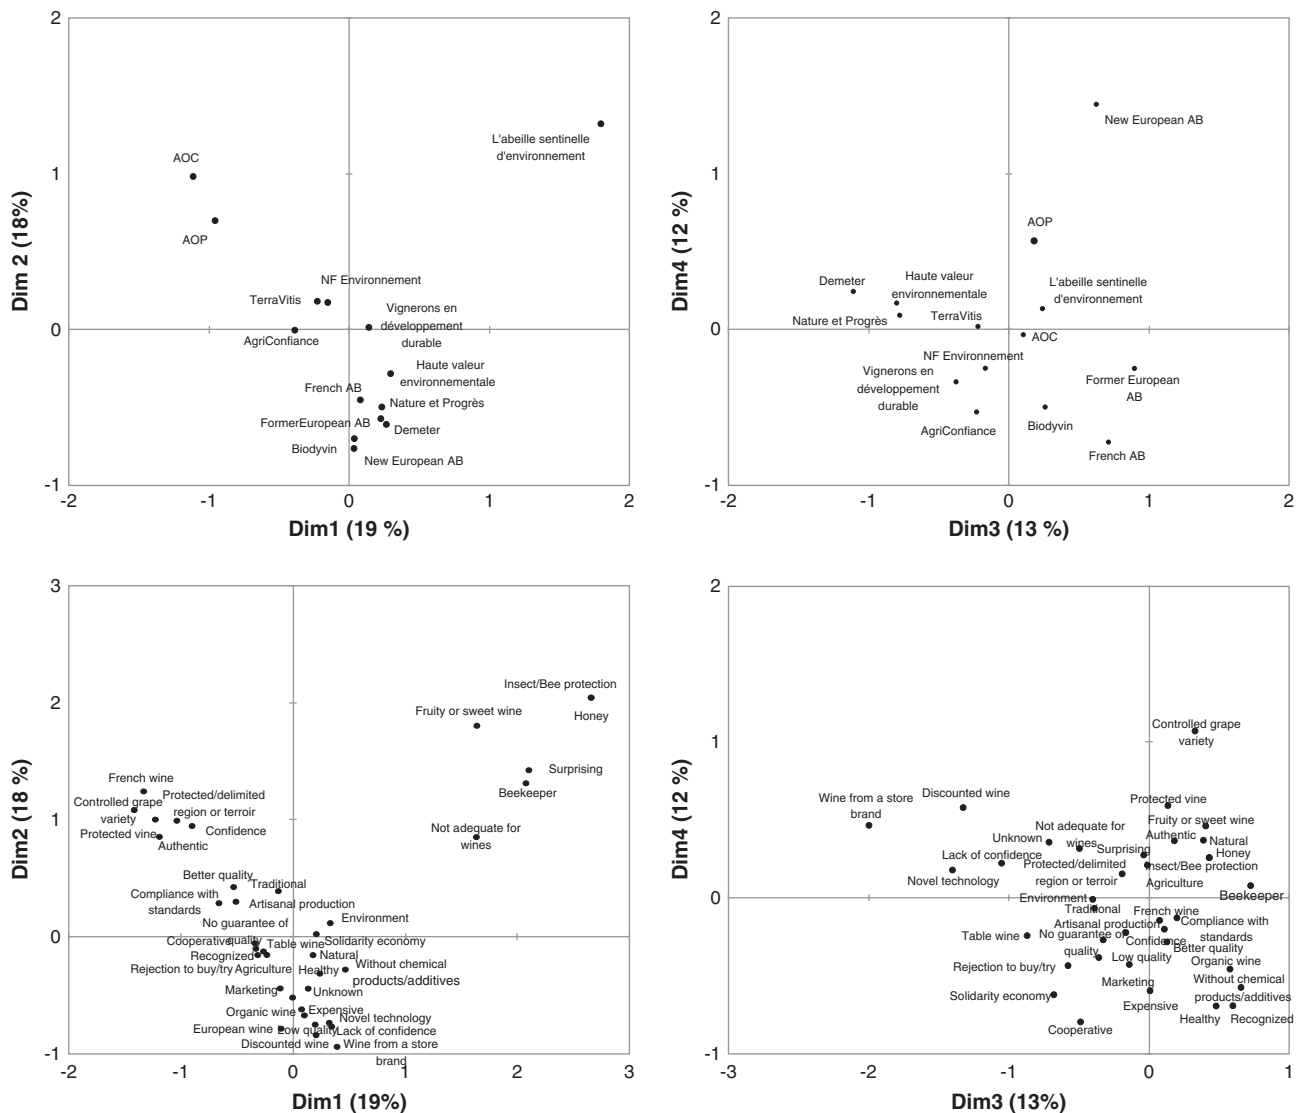 2
1
0
-1
-2
-1
0
1
2
Dim 2 (18%)
Dim1 (19 %)
L'abeille sentinelle
d'environnement
AOC
AOP
NF Environnement
TerraVitis
Vignerons en
développement
durable
AgriConfiance
Haute valeur
environnementale
French AB
Nature et Progrès
FormerEuropean AB
Demeter
Biodyvin
New European AB
2
1
0
-1
-2
-1
0
1
2
Dim4 (12 %)
Dim3 (13 %)
New European AB
AOP
Demeter
Haute valeur
environnementale
L'abeille sentinelle
d'environnement
Nature et Progrès
TerraVitis
AOC
NF Environnement
Vignerons en
développement
durable
Former European
AB
AgriConfiance
Biodyvin
French AB
3
2
1
0
-1
-2
-1
0
1
2
3
Dim2 (18 %)
Dim1 (19%)
Insect/Bee protection
Honey
Fruity or sweet wine
Surprising
Beekeeper
French wine
Controlled grape
variety
Protected/delimited
region or terroir
Protected vine
Confidence
Authentic
Not adequate for
wines
Better quality
Traditional
Compliance with
standards
Artisanal production
No guarantee of
quality
Environment
Cooperative
Table wine
Solidarity economy
Recognized
Natural
Rejection to buy/try
Agriculture
Healthy
Without chemical
products/additives
Marketing
Unknown
Organic wine
Expensive
European wine
Low quality
Novel technology
Lack of confidence
Discounted wine
Wine from a store
brand
2
1
0
-1
-3
-2
-1
0
1
Dim4 (12 %)
Dim3 (13%)
Controlled grape
variety
Wine from a store
brand
Discounted wine
Protected vine
Unknown
Not adequate for
wines
Fruity or sweet wine
Authentic
Natural
Lack of confidence
Surprising
Honey
Novel technology
Protected/delimited
region or terroir
Insect/Bee protection
Agriculture
Environment
Beekeeper
Traditional
French wine
Artisanal production
Compliance with
standards
Table wine
No guarantee of
quality
Confidence
Better quality
Rejection to buy/try
Low quality
Organic wine
Marketing
Without chemical
products/additives
Solidarity economy
Expensive
Healthy
Recognized
Cooperative